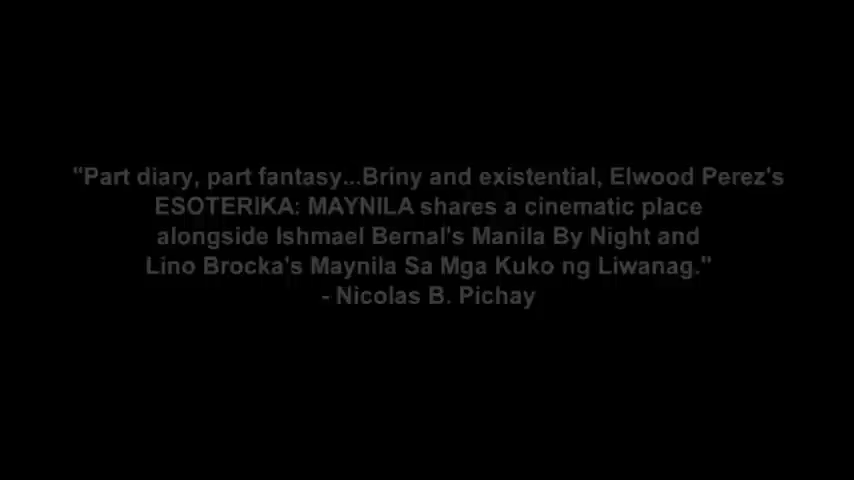 "Part diary, part fantasy...Briny and existential, Elwood Perez's
ESOTERIKA: MAYNILA shares a cinematic place
alongside Ishmael Bernal's Manila By Night and
Lino Brocka's Maynila Sa Mga Kuko ng Liwanag."
- Nicolas B. Pichay